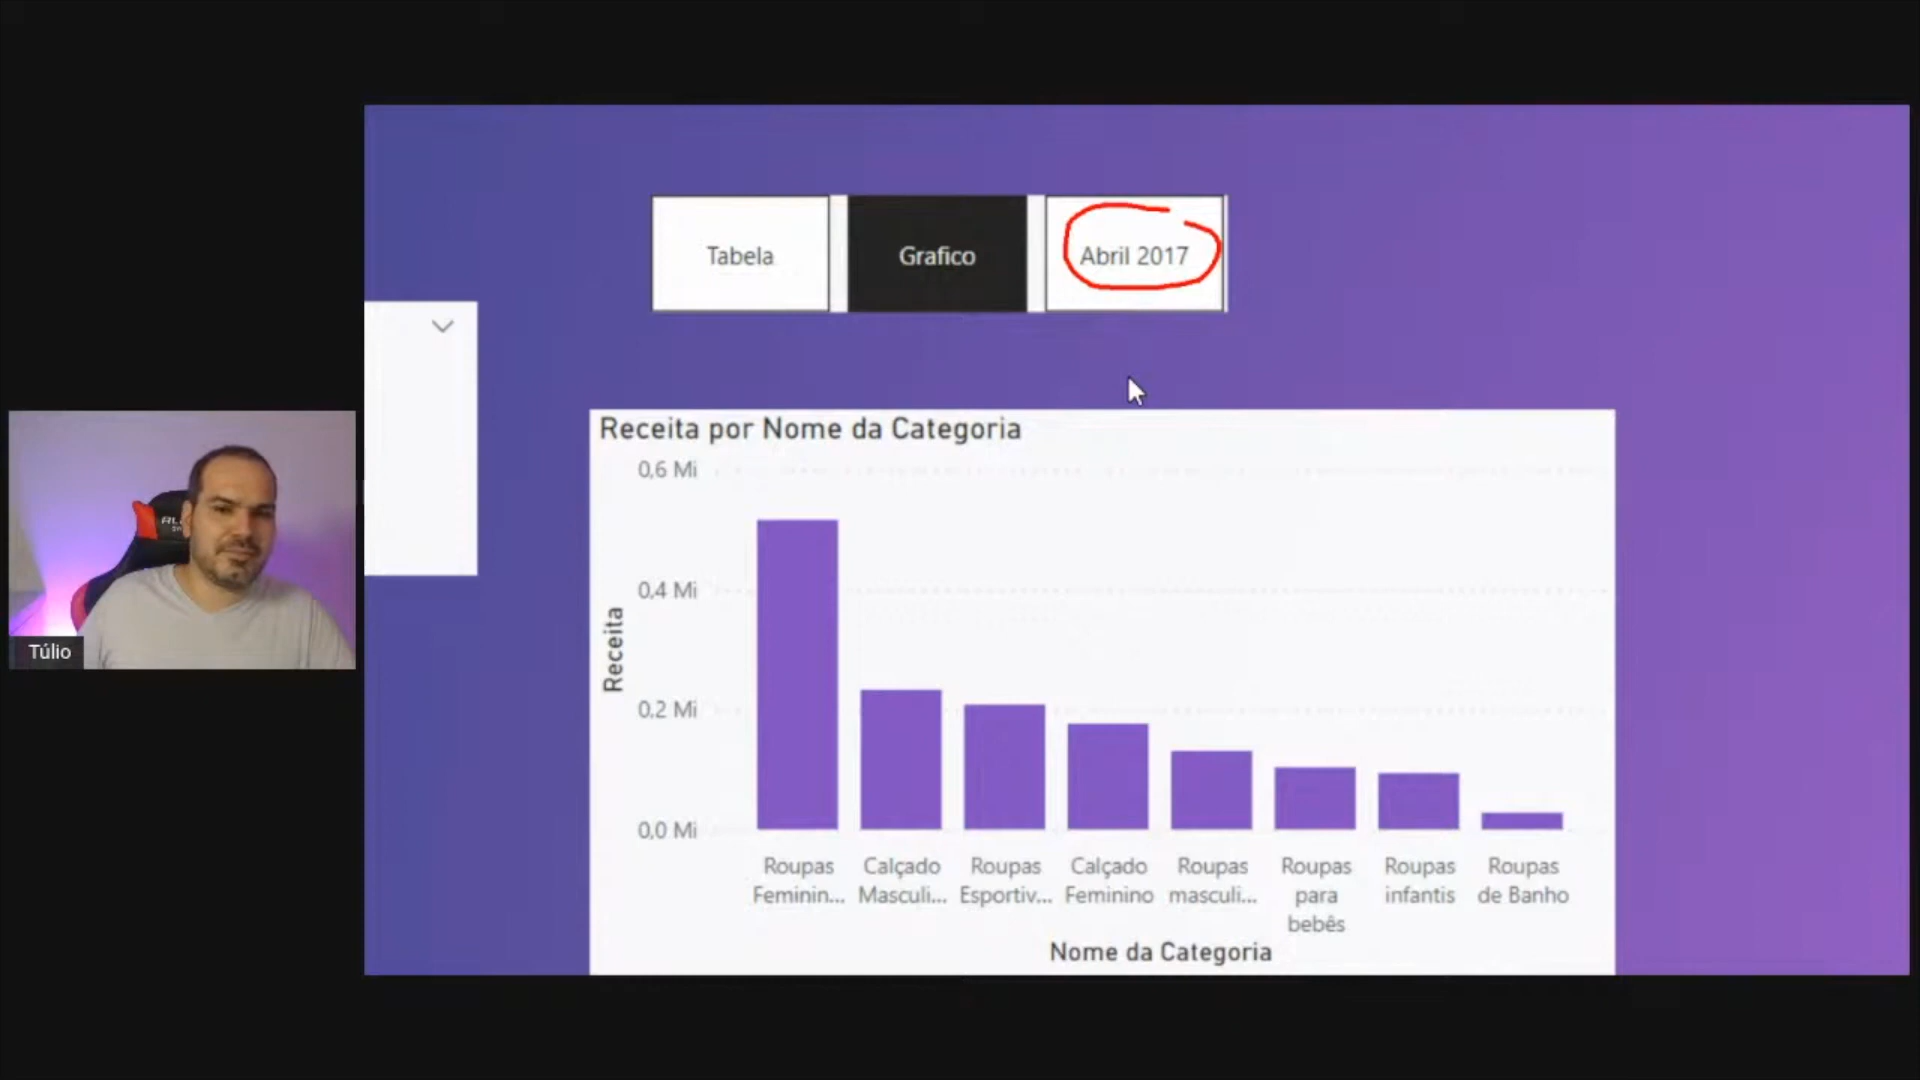 Tabela
Grafico
Abril 2017
Receita por Nome da Categoria
0,6 Mi
0,4 Mi
0,2 Mi
0,0 Mi
Receita
Roupas Feminin...
Calçado Masculi...
Roupas Esportiv...
Calçado Feminino
Roupas masculi...
Roupas para bebês
Roupas infantis
Roupas de Banho
Nome da Categoria
Túlio